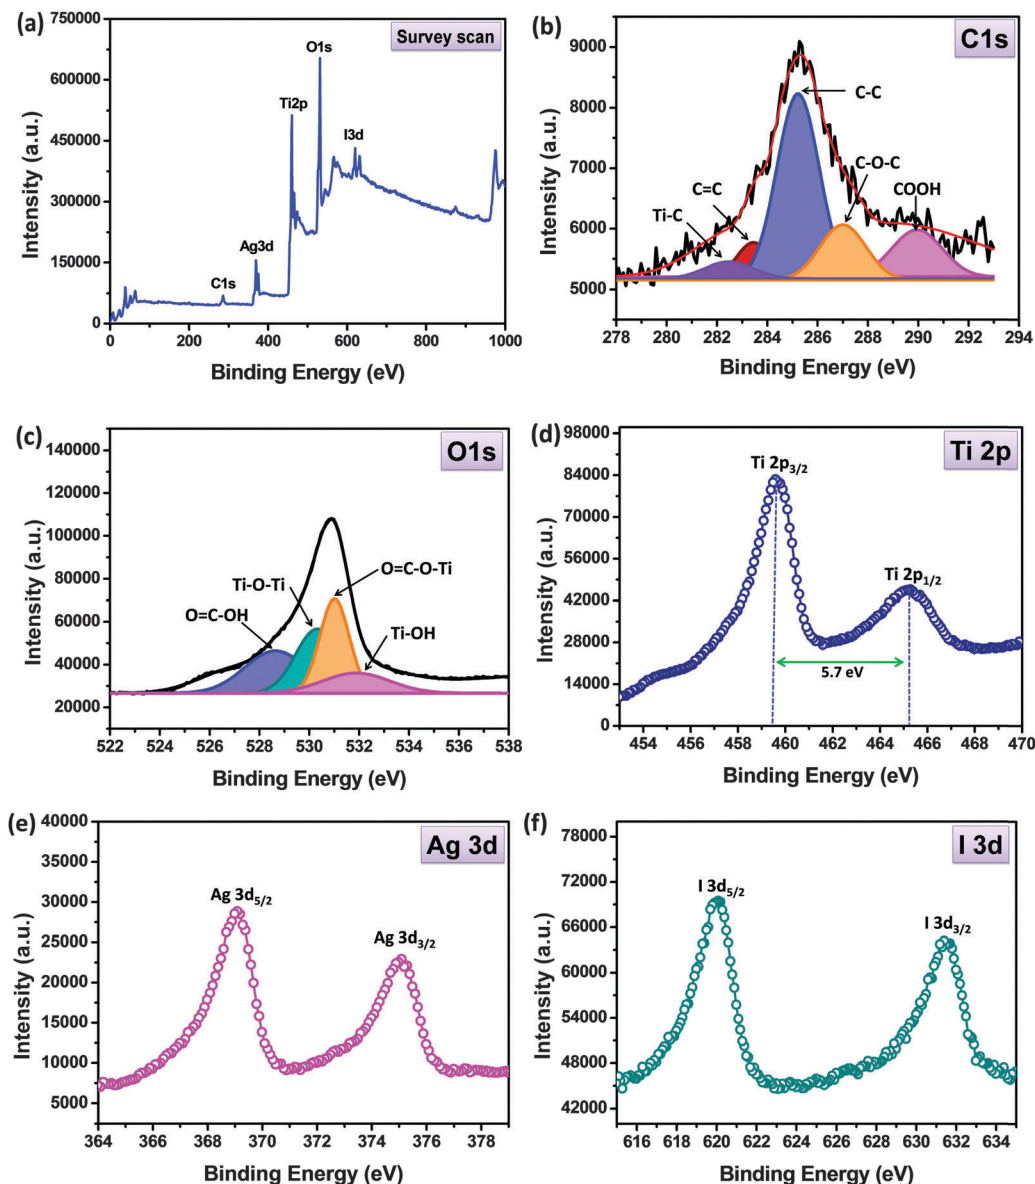 (a)
Survey scan
750000
600000
450000
300000
150000
0
Intensity (a.u.)
O1s
Ti2p
I3d
Ag3d
C1s
0 200 400 600 800 1000
Binding Energy (eV)
(b)
C1s
9000
8000
7000
6000
5000
Intensity (a.u.)
C-C
C-O-C
C=C
COOH
Ti-C
278 280 282 284 286 288 290 292 294
Binding Energy (eV)
(c)
O1s
140000
120000
100000
80000
60000
40000
20000
Intensity (a.u.)
O=C-O-Ti
Ti-O-Ti
O=C-OH
Ti-OH
522 524 526 528 530 532 534 536 538
Binding Energy (eV)
(d)
Ti 2p
98000
84000
70000
56000
42000
28000
14000
0
Intensity (a.u.)
Ti 2p3/2
Ti 2p1/2
5.7 eV
454 456 458 460 462 464 466 468 470
Binding Energy (eV)
(e)
Ag 3d
40000
35000
30000
25000
20000
15000
10000
5000
Intensity (a.u.)
Ag 3d5/2
Ag 3d3/2
364 366 368 370 372 374 376 378
Binding Energy (eV)
(f)
I 3d
78000
72000
66000
60000
54000
48000
42000
Intensity (a.u.)
I 3d5/2
I 3d3/2
616 618 620 622 624 626 628 630 632 634
Binding Energy (eV)